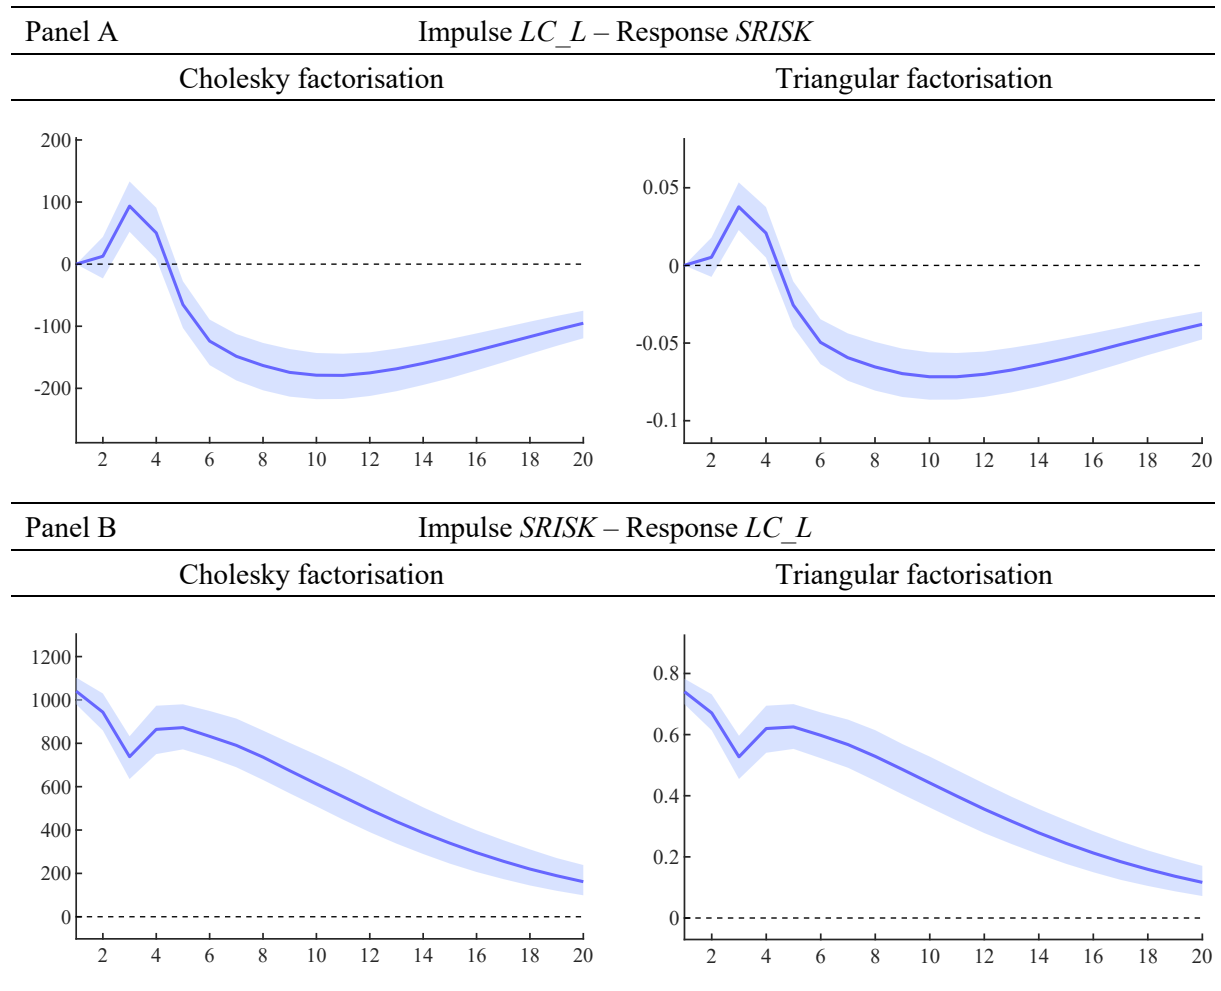 Panel A Impulse LC_L – Response SRISK
Cholesky factorisation Triangular factorisation
200
100
0
-100
-200
2 4 6 8 10 12 14 16 18 20
0.05
0
-0.05
-0.1
2 4 6 8 10 12 14 16 18 20
Panel B Impulse SRISK – Response LC_L
Cholesky factorisation Triangular factorisation
1200
1000
800
600
400
200
0
2 4 6 8 10 12 14 16 18 20
0.8
0.6
0.4
0.2
0
2 4 6 8 10 12 14 16 18 20